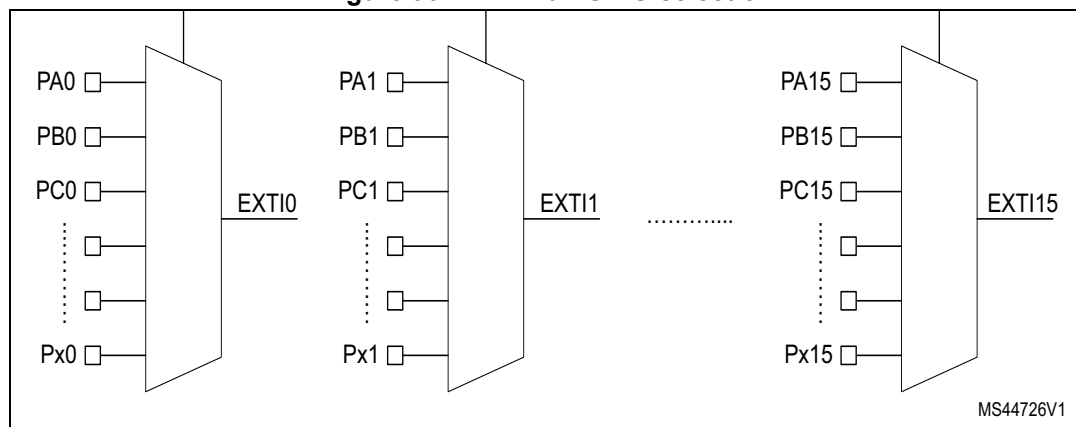 PA0
PB0
PC0
Px0
EXTI0
PA1
PB1
PC1
Px1
EXTI1
PA15
PB15
PC15
Px15
EXTI15
MS44726V1